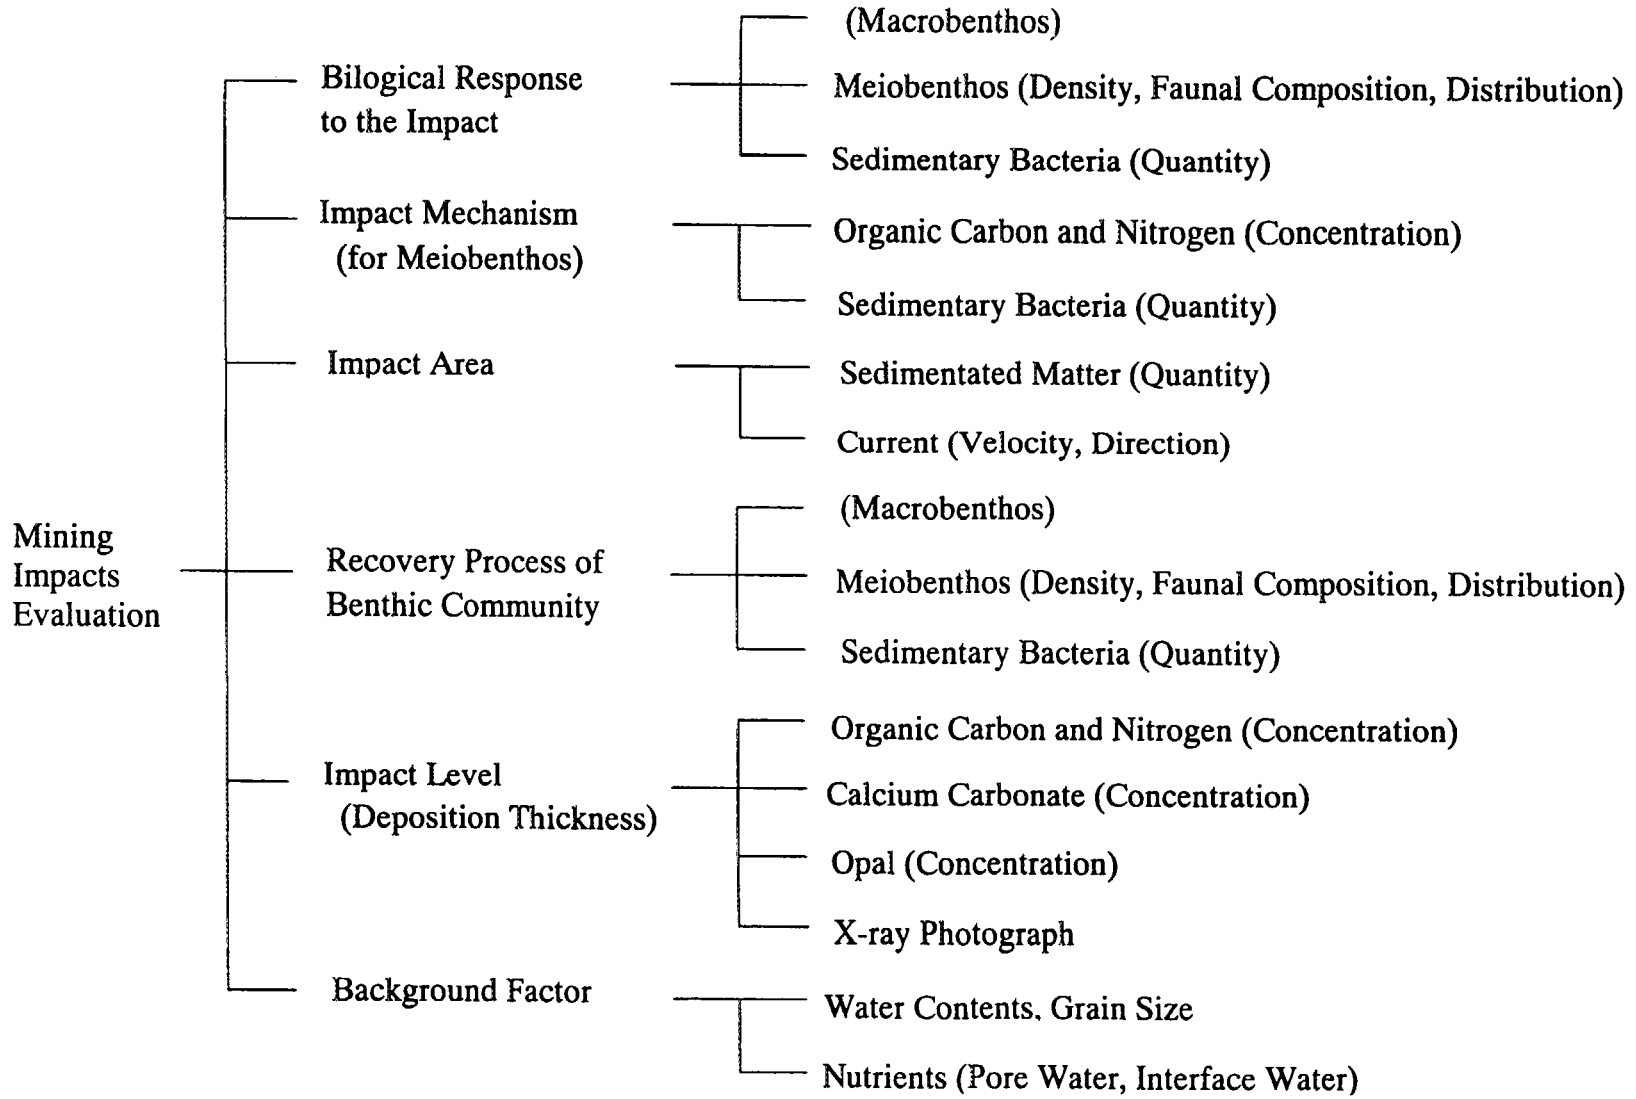 Mining
Impacts
Evaluation
Bilological Response
to the Impact
(Macrobenthos)
Meiobenthos (Density, Faunal Composition, Distribution)
Sedimentary Bacteria (Quantity)
Impact Mechanism
(for Meiobenthos)
Organic Carbon and Nitrogen (Concentration)
Sedimentary Bacteria (Quantity)
Impact Area
Sedimentated Matter (Quantity)
Current (Velocity, Direction)
Recovery Process of
Benthic Community
(Macrobenthos)
Meiobenthos (Density, Faunal Composition, Distribution)
Sedimentary Bacteria (Quantity)
Impact Level
(Deposition Thickness)
Organic Carbon and Nitrogen (Concentration)
Calcium Carbonate (Concentration)
Opal (Concentration)
X-ray Photograph
Background Factor
Water Contents, Grain Size
Nutrients (Pore Water, Interface Water)